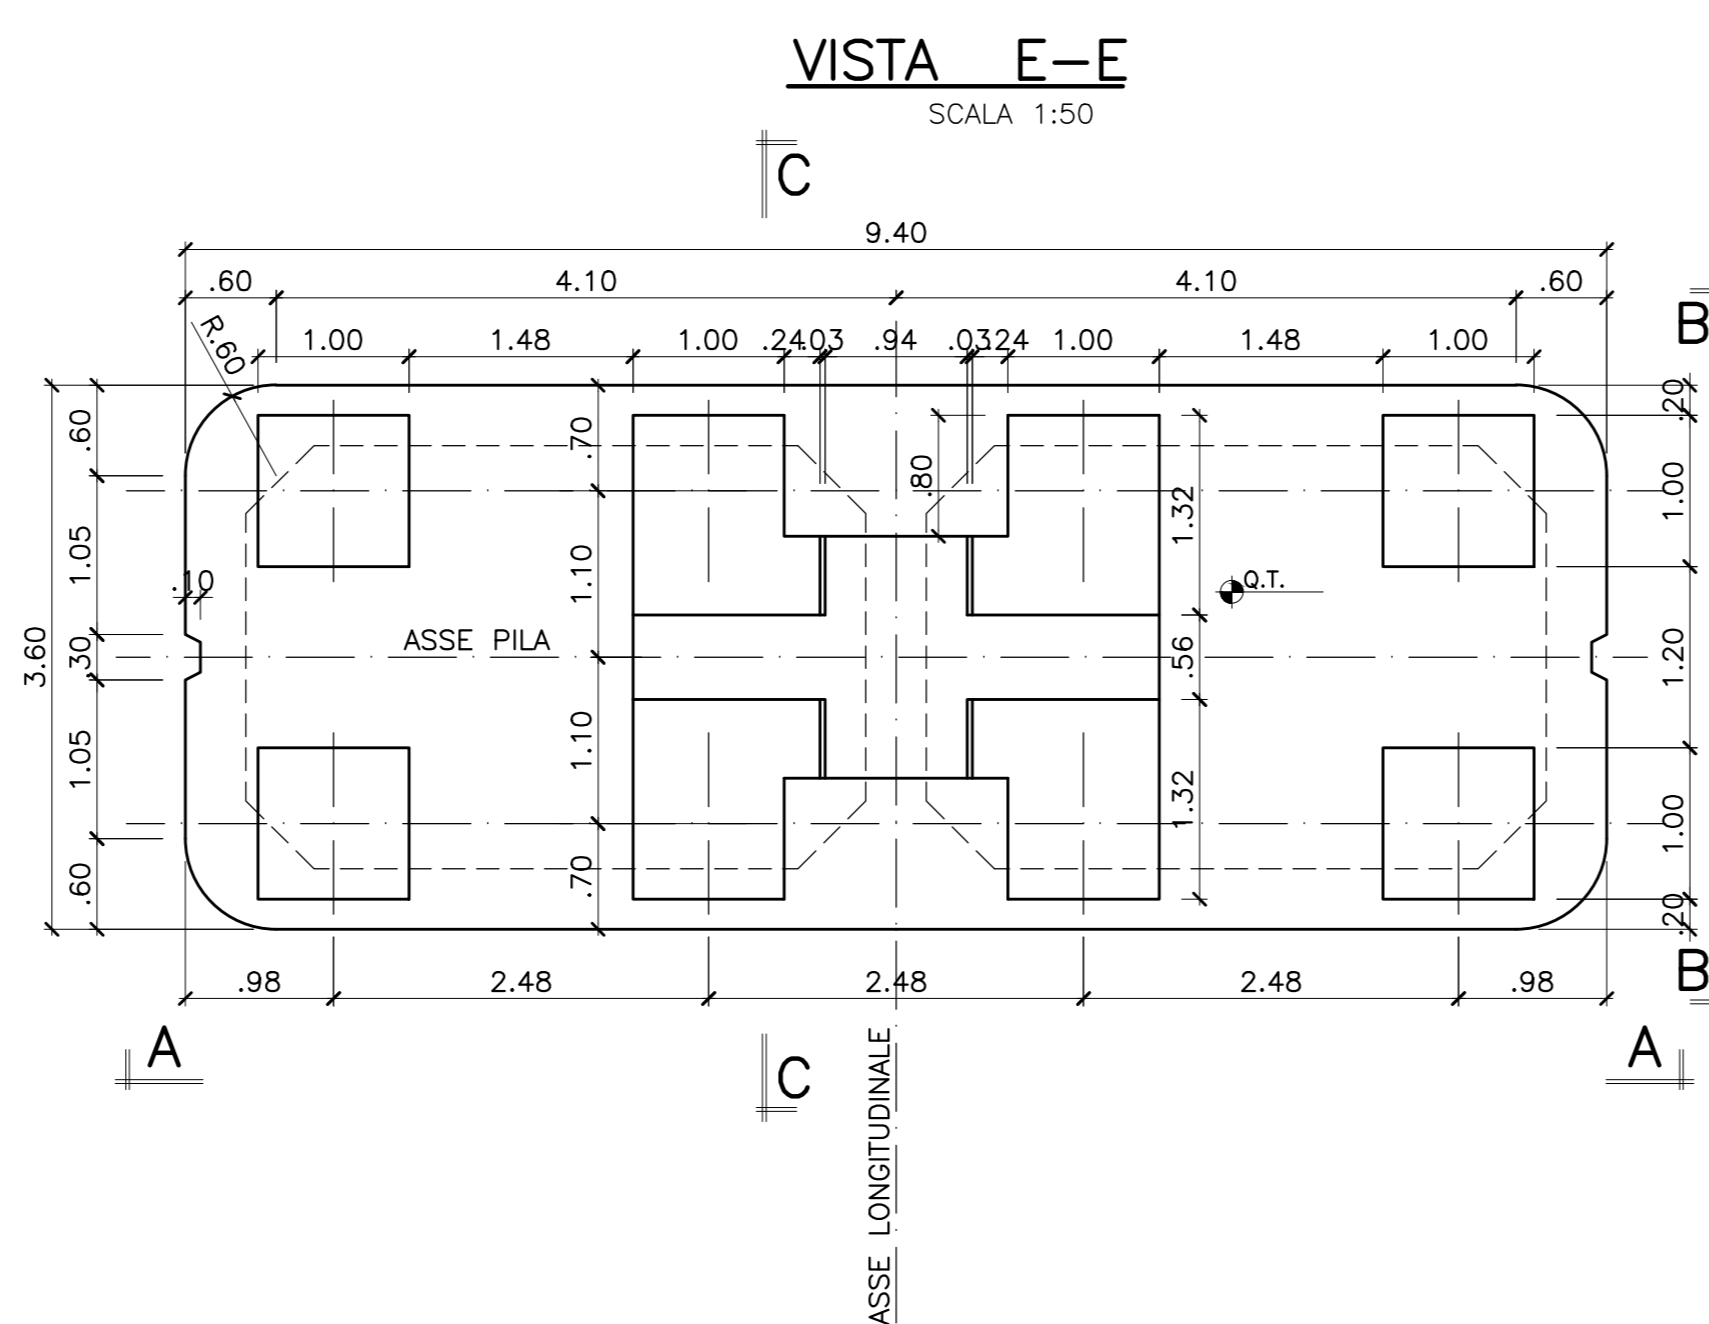 VISTA E-E
SCALA 1:50
C
9.40
.60 4.10 4.10 .60
B
R.60
1.00 1.48 1.00 .24 .03 .94 .03 .24 1.00 1.48 1.00
.60 .70 .80 1.32 .20
1.05 1.10 1.00
.10 Q.T.
3.60 .30 ASSE PILA .56 1.20
1.05 1.10 1.32 1.00
.60 .70 .20
.98 2.48 2.48 2.48 .98
B
A C A
ASSE LONGITUDINALE